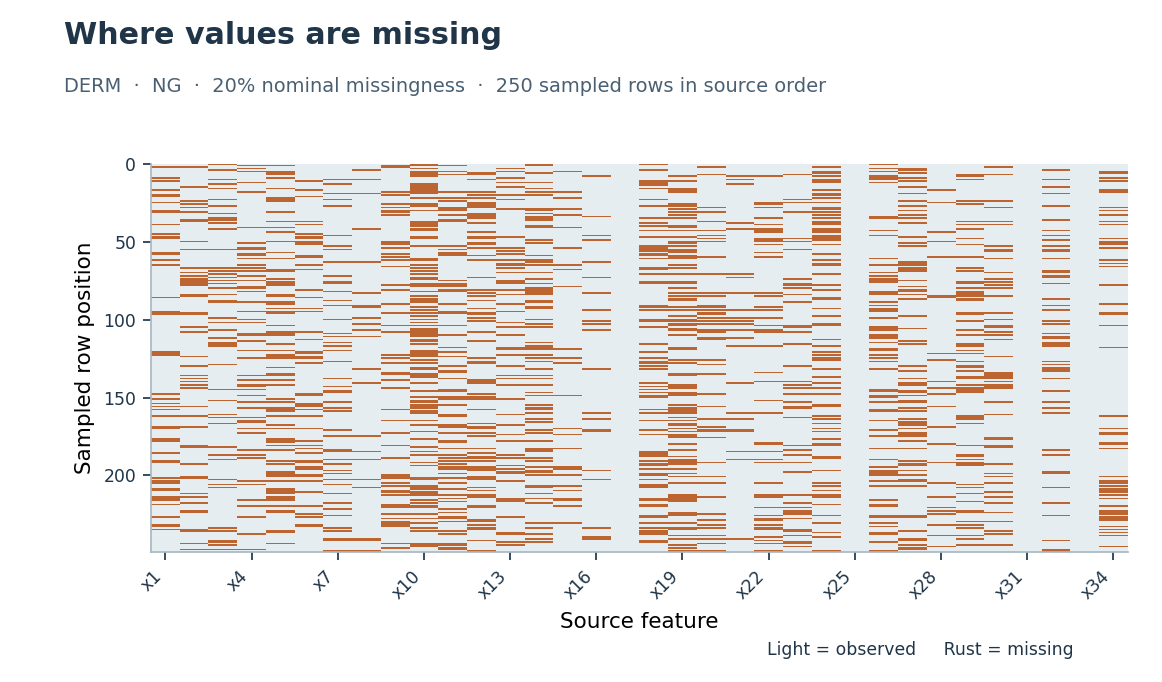 Where values are missing
DERM · NG · 20% nominal missingness · 250 sampled rows in source order
Sampled row position
0
50
100
150
200
x1 x4 x7 x10 x13 x16 x19 x22 x25 x28 x31 x34
Source feature
Light = observed Rust = missing